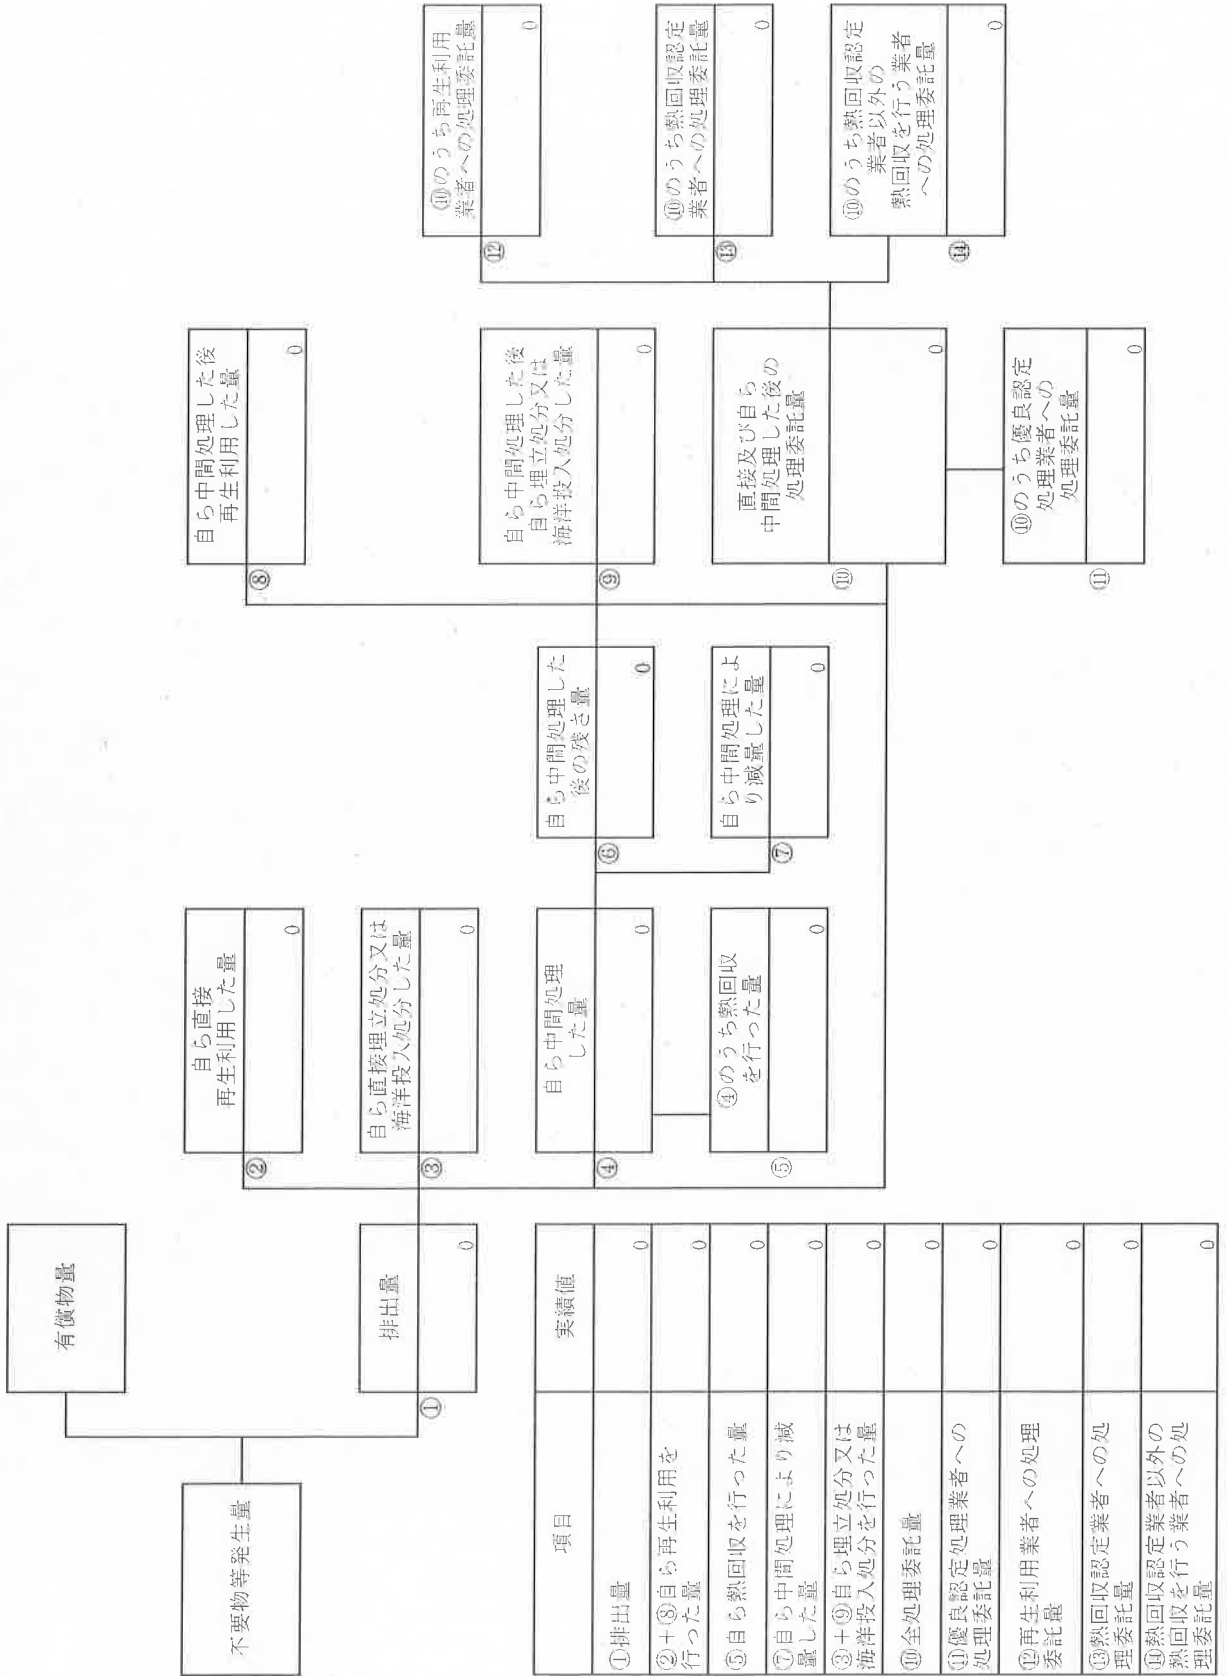 不要物等発生量
有償物量
排出量
0
①
自ら直接
再生利用した量
0
②
自ら直接埋立処分又は
海洋投入処分した量
0
③
自ら中間処理
した量
0
④
④のうち熱回収
を行った量
0
⑤
自ら中間処理した
後の残さ量
0
⑥
自ら中間処理によ
り減量した量
0
⑦
自ら中間処理した後
再生利用した量
0
⑧
自ら中間処理した後
自ら埋立処分又は
海洋投入処分した量
0
⑨
直接及び自ら
中間処理した後の
処理委託量
0
⑩
⑩のうち優良認定
処理業者への
処理委託量
0
⑪
⑩のうち再生利用
業者への処理委託量
0
⑫
⑩のうち熱回収認定
業者への処理委託量
0
⑬
⑩のうち熱回収認定
業者以外の
熱回収を行う業者
への処理委託量
0
⑭
項目
実績値
①排出量
0
②+⑧自ら再生利用を
行った量
0
⑤自ら熱回収を行った量
0
⑦自ら中間処理により減
量した量
0
③+⑨自ら埋立処分又は
海洋投入処分を行った量
0
⑩全処理委託量
0
⑪優良認定処理業者への
処理委託量
0
⑫再生利用業者への処理
委託量
0
⑬熱回収認定業者への処
理委託量
0
⑭熱回収認定業者以外の
熱回収を行う業者への処
理委託量
0